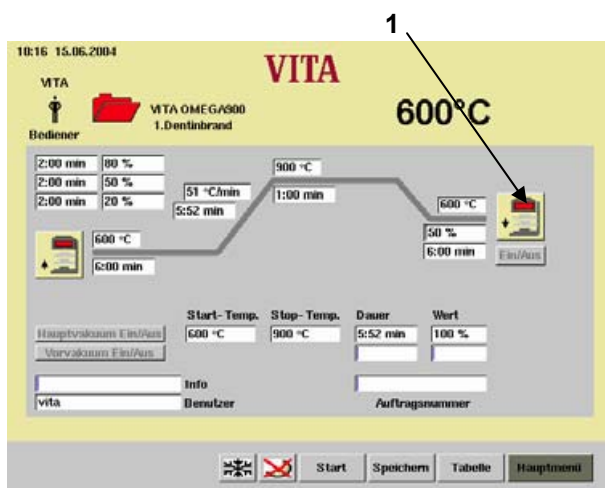 1
10:16 15.06.2004
VITA
VITA
Bediener
VITA OMEGA900
1.Dentinbrand
600°C
2:00 min 80 %
2:00 min 50 %
2:00 min 20 %
51 °C/min
5:52 min
900 °C
1:00 min
600 °C
50 %
6:00 min
Ein/Aus
600 °C
6:00 min
Start-Temp. Stop-Temp. Dauer Wert
Hauptvakuum Ein/Aus 600 °C 900 °C 5:52 min 100 %
Vorvakuum Ein/Aus
Info
vita Benutzer Auftragsnummer
Start Speichern Tabelle Hauptmenü